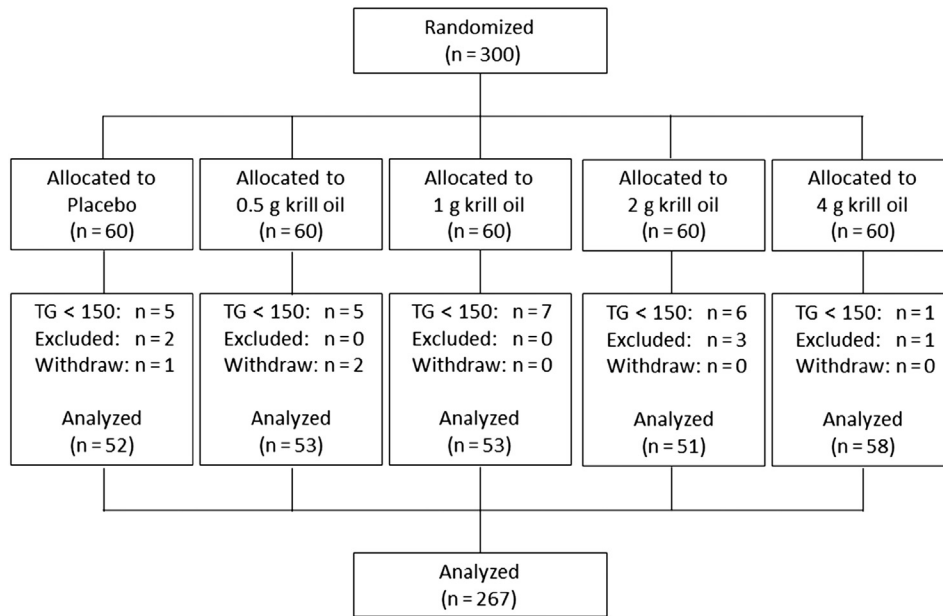 Randomized
(n = 300)
Allocated to
Placebo
(n = 60)
Allocated to
0.5 g krill oil
(n = 60)
Allocated to
1 g krill oil
(n = 60)
Allocated to
2 g krill oil
(n = 60)
Allocated to
4 g krill oil
(n = 60)
TG < 150: n = 5
Excluded: n = 2
Withdraw: n = 1
Analyzed
(n = 52)
TG < 150: n = 5
Excluded: n = 0
Withdraw: n = 2
Analyzed
(n = 53)
TG < 150: n = 7
Excluded: n = 0
Withdraw: n = 0
Analyzed
(n = 53)
TG < 150: n = 6
Excluded: n = 3
Withdraw: n = 0
Analyzed
(n = 51)
TG < 150: n = 1
Excluded: n = 1
Withdraw: n = 0
Analyzed
(n = 58)
Analyzed
(n = 267)